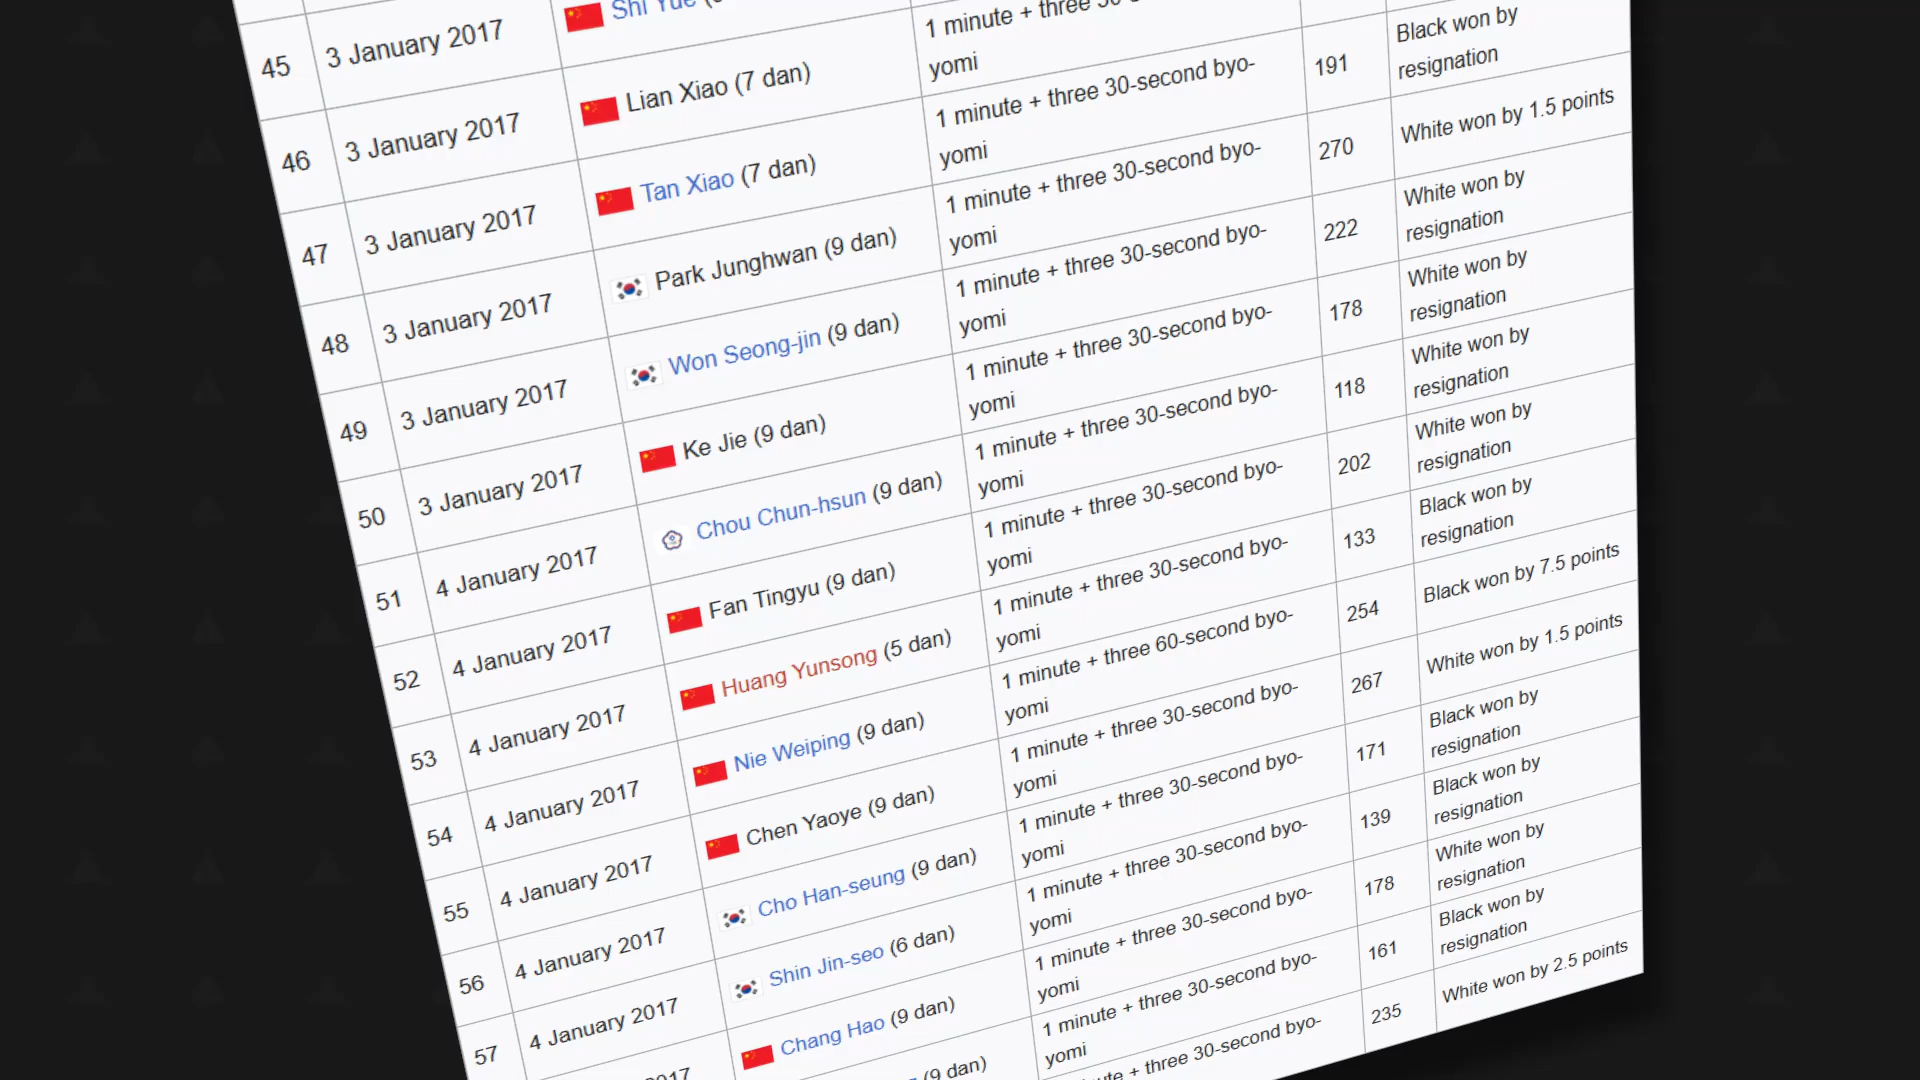 45 3 January 2017 Shi Yue
46 3 January 2017 Lian Xiao (7 dan) 1 minute + three
yomi
47 3 January 2017 Tan Xiao (7 dan) 1 minute + three 30-second byo- 191 Black won by
yomi resignation
48 3 January 2017 Park Junghwan (9 dan) 1 minute + three 30-second byo- 270 White won by 1.5 points
yomi
49 3 January 2017 Won Seong-jin (9 dan) 1 minute + three 30-second byo- 222 White won by
yomi resignation
50 3 January 2017 Ke Jie (9 dan) 1 minute + three 30-second byo- 178 White won by
yomi resignation
51 4 January 2017 Chou Chun-hsun (9 dan) 1 minute + three 30-second byo- 118 White won by
yomi resignation
52 4 January 2017 Fan Tingyu (9 dan) 1 minute + three 30-second byo- 202 White won by
yomi resignation
53 4 January 2017 Huang Yunsong (5 dan) 1 minute + three 30-second byo- 133 Black won by
yomi resignation
54 4 January 2017 Nie Weiping (9 dan) 1 minute + three 60-second byo- 254 Black won by 7.5 points
yomi
55 4 January 2017 Chen Yaoye (9 dan) 1 minute + three 30-second byo- 267 White won by 1.5 points
yomi
56 4 January 2017 Cho Han-seung (9 dan) 1 minute + three 30-second byo- 171 Black won by
yomi resignation
57 4 January 2017 Shin Jin-seo (6 dan) 1 minute + three 30-second byo- 139 Black won by
yomi resignation
2017 Chang Hao (9 dan) 1 minute + three 30-second byo- 178 White won by
yomi resignation
(9 dan) 1 minute + three 30-second byo- 161 Black won by
yomi resignation
three 30-second byo- 235 White won by 2.5 points